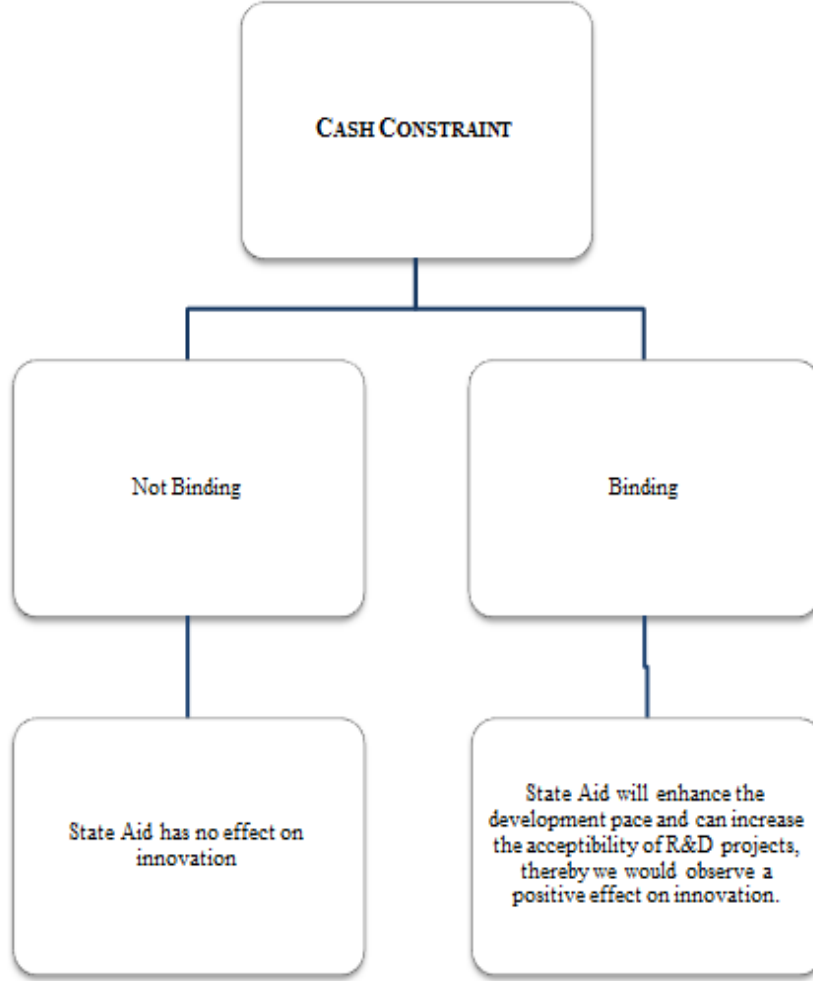 CASH CONSTRAINT
Not Binding
Binding
State Aid has no effect on
innovation
State Aid will enhance the
development pace and can increase
the acceptibility of R&D projects,
thereby we would observe a
positive effect on innovation.